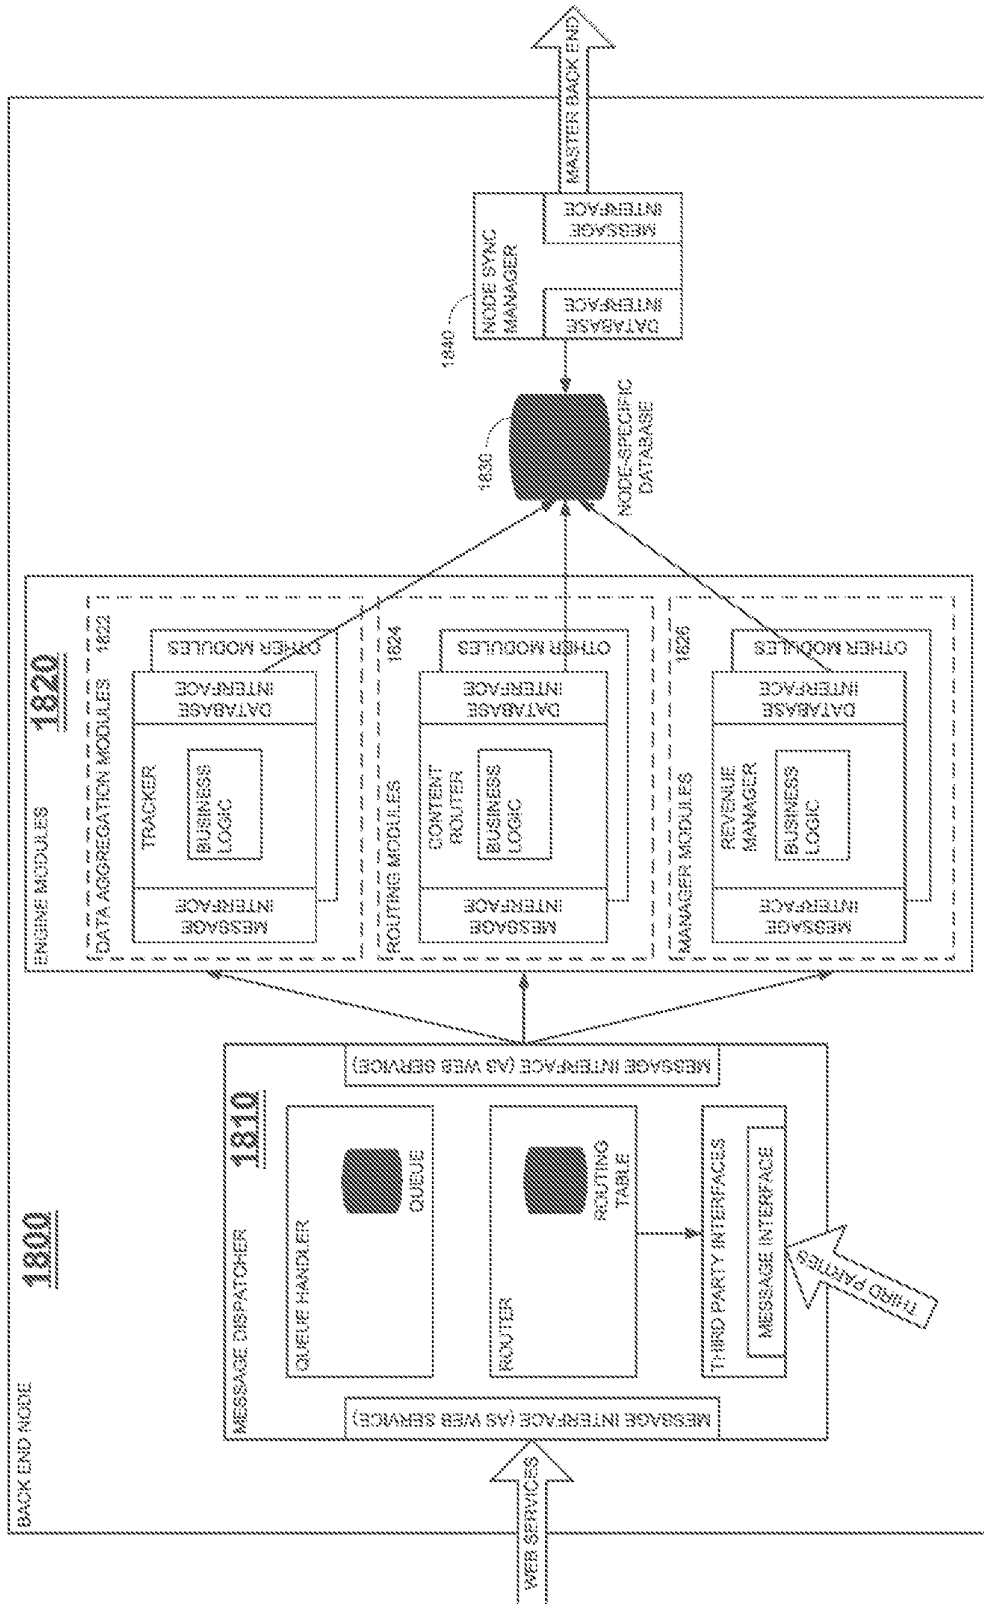 BACK END NODE
1800
WEB SERVICES
MESSAGE DISPATCHER
1810
MESSAGE INTERFACE (AS WEB SERVICE)
QUEUE HANDLER
QUEUE
ROUTER
ROUTING
TABLE
THIRD PARTY INTERFACES
MESSAGE INTERFACE
THIRD PARTIES
MESSAGE INTERFACE (AS WEB SERVICE)
ENGINE MODULES
1820
DATA AGGREGATION MODULES 1822
MESSAGE
INTERFACE
TRACKER
BUSINESS
LOGIC
DATABASE
INTERFACE
OTHER MODULES
ROUTING MODULES
1824
MESSAGE
INTERFACE
CONTENT
ROUTER
BUSINESS
LOGIC
DATABASE
INTERFACE
OTHER MODULES
MANAGER MODULES
1826
MESSAGE
INTERFACE
REVENUE
MANAGER
BUSINESS
LOGIC
DATABASE
INTERFACE
OTHER MODULES
1830
NODE-SPECIFIC
DATABASE
1840
NODE SYNC
MANAGER
DATABASE
INTERFACE
MESSAGE
INTERFACE
MASTER BACK END